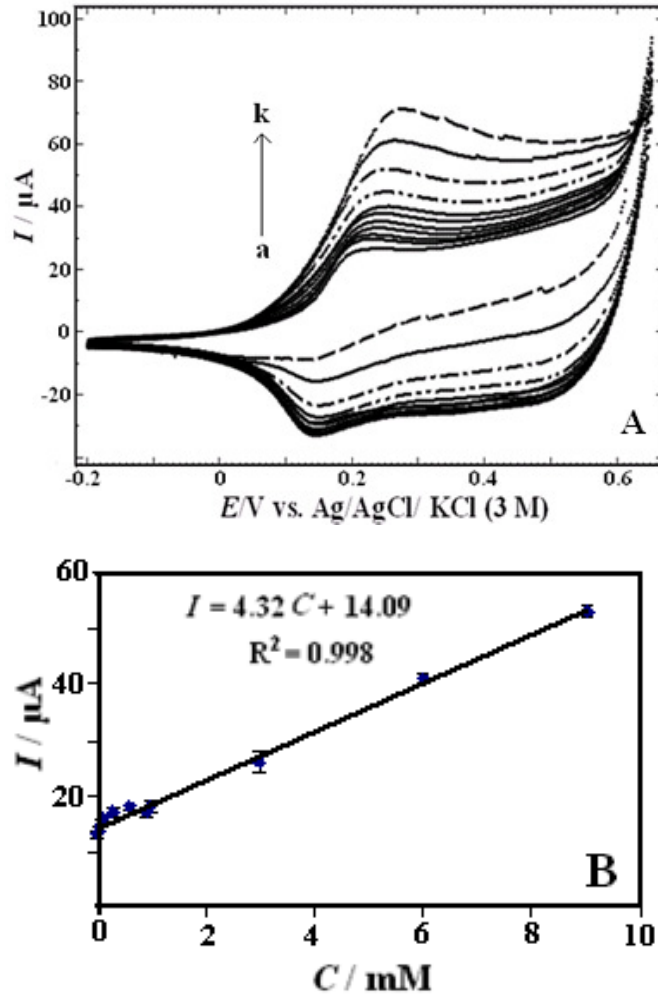 100
80
60
40
20
0
-20
I / µA
k
a
A
-0.2
0
0.2
0.4
0.6
E/V vs. Ag/AgCl/ KCl (3 M)
60
40
20
I / µA
I = 4.32 C + 14.09
R² = 0.998
B
0
2
4
6
8
10
C / mM